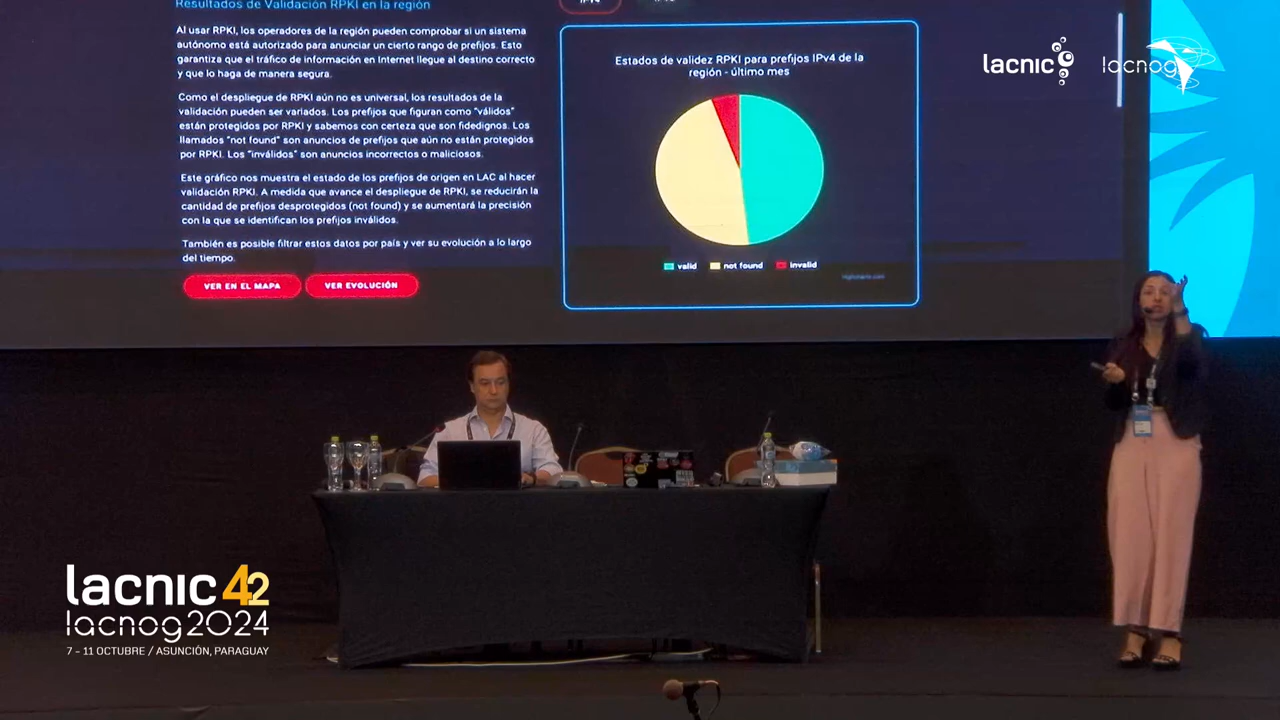 Resultados de Validación RPKI en la región
Al usar RPKI, los operadores de la región pueden comprobar si un sistema
autónomo está autorizado para anunciar un cierto rango de prefijos. Esto
garantiza que el tráfico de información en Internet llegue al destino correcto
y que lo haga de manera segura.
Como el despliegue de RPKI aún no es universal, los resultados de la
validación pueden ser variados. Los prefijos que figuran como "válidos"
están protegidos por RPKI y sabemos con certeza que son fidedignos. Los
llamados "not found" son anuncios de prefijos que aún no están protegidos
por RPKI. Los "inválidos" son anuncios incorrectos o maliciosos.
Este gráfico nos muestra el estado de los prefijos de origen en LAC al hacer
validación RPKI. A medida que avance el despliegue de RPKI, se reducirán la
cantidad de prefijos desprotegidos (not found) y se aumentará la precisión
con la que se identifican los prefijos inválidos.
También es posible filtrar estos datos por país y ver su evolución a lo largo
del tiempo.
VER EN EL MAPA
VER EVOLUCIÓN
Estados de validez RPKI para prefijos IPv4 de la
región - último mes
valid
not found
invalid
lacnic
lacnog
lacnic 42
lacnog2024
7 - 11 OCTUBRE / ASUNCIÓN, PARAGUAY